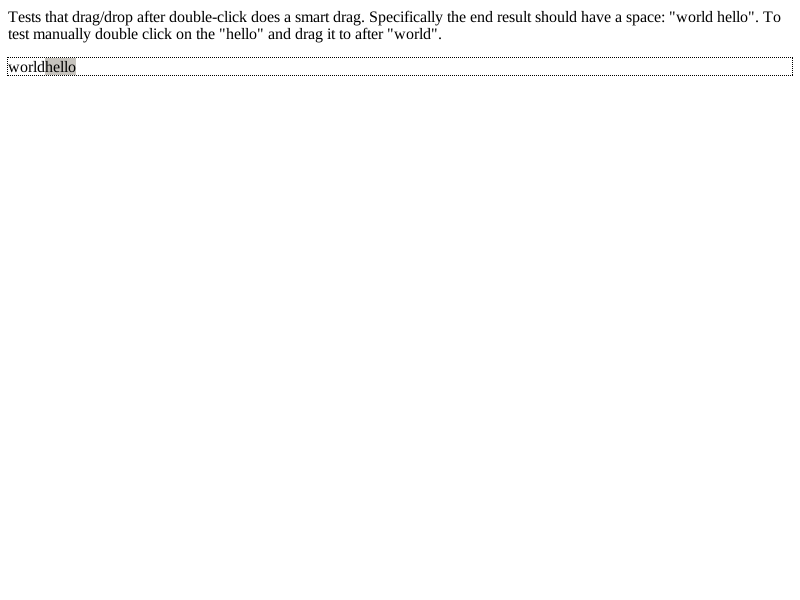 Tests that drag/drop after double-click does a smart drag. Specifically the end result should have a space: "world hello". To
test manually double click on the "hello" and drag it to after "world".
worldhello